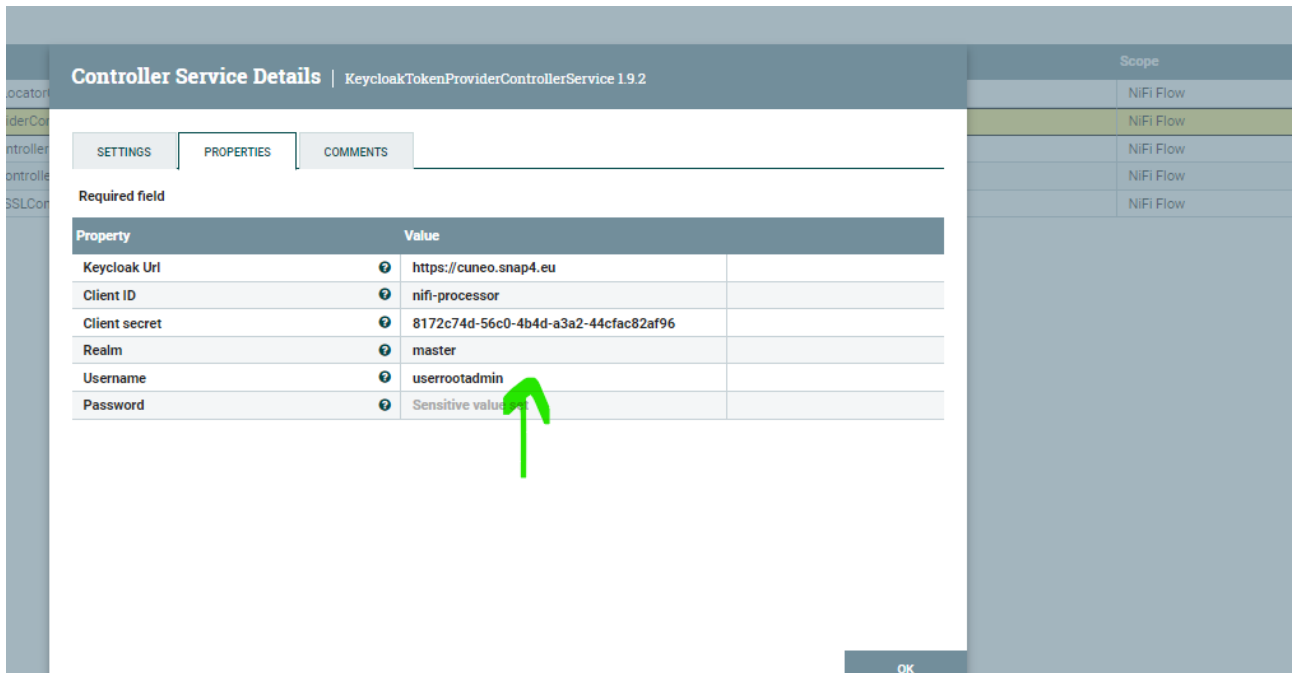 Controller Service Details | KeycloakTokenProviderControllerService 1.9.2
Scope
NiFi Flow
NiFi Flow
NiFi Flow
NiFi Flow
NiFi Flow
SETTINGS PROPERTIES COMMENTS
Required field
Property Value
Keycloak Url https://cuneo.snap4.eu
Client ID nifi-processor
Client secret 8172c74d-56c0-4b4d-a3a2-44cfac82af96
Realm master
Username userrootadmin
Password Sensitive value set
OK